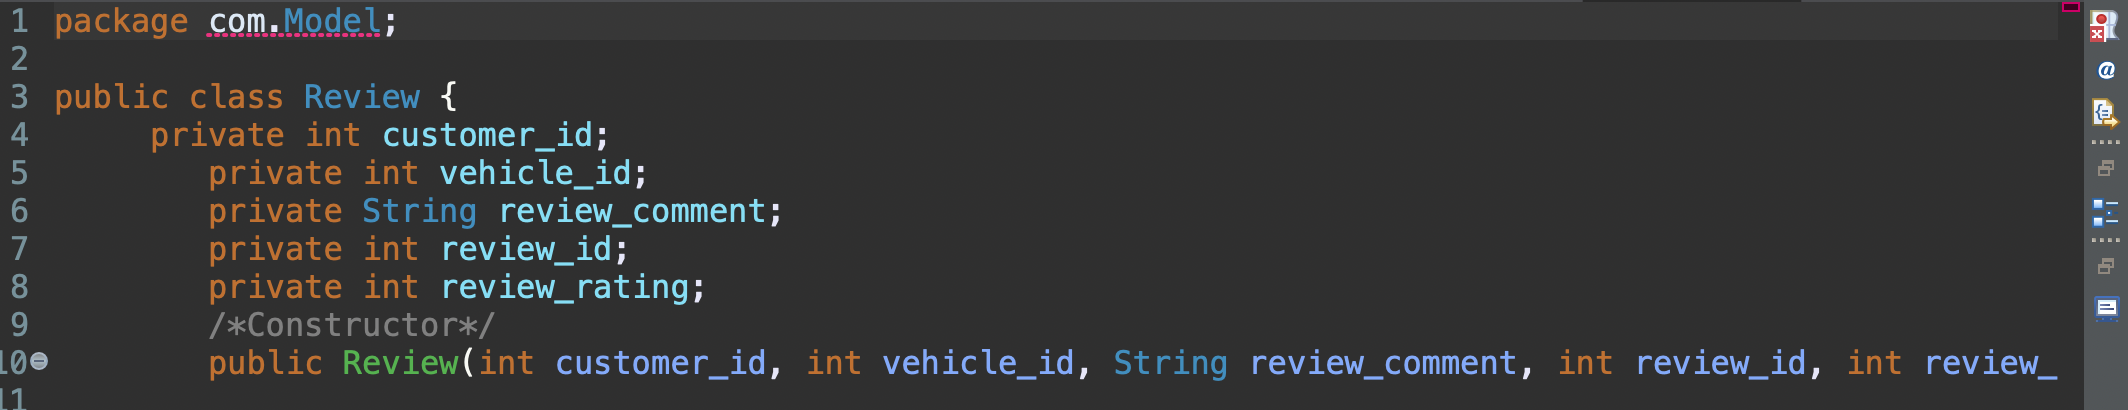 1 package com.Model;
2
3 public class Review {
4 private int customer_id;
5 private int vehicle_id;
6 private String review_comment;
7 private int review_id;
8 private int review_rating;
9 /*Constructor*/
10 public Review(int customer_id, int vehicle_id, String review_comment, int review_id, int review_
11